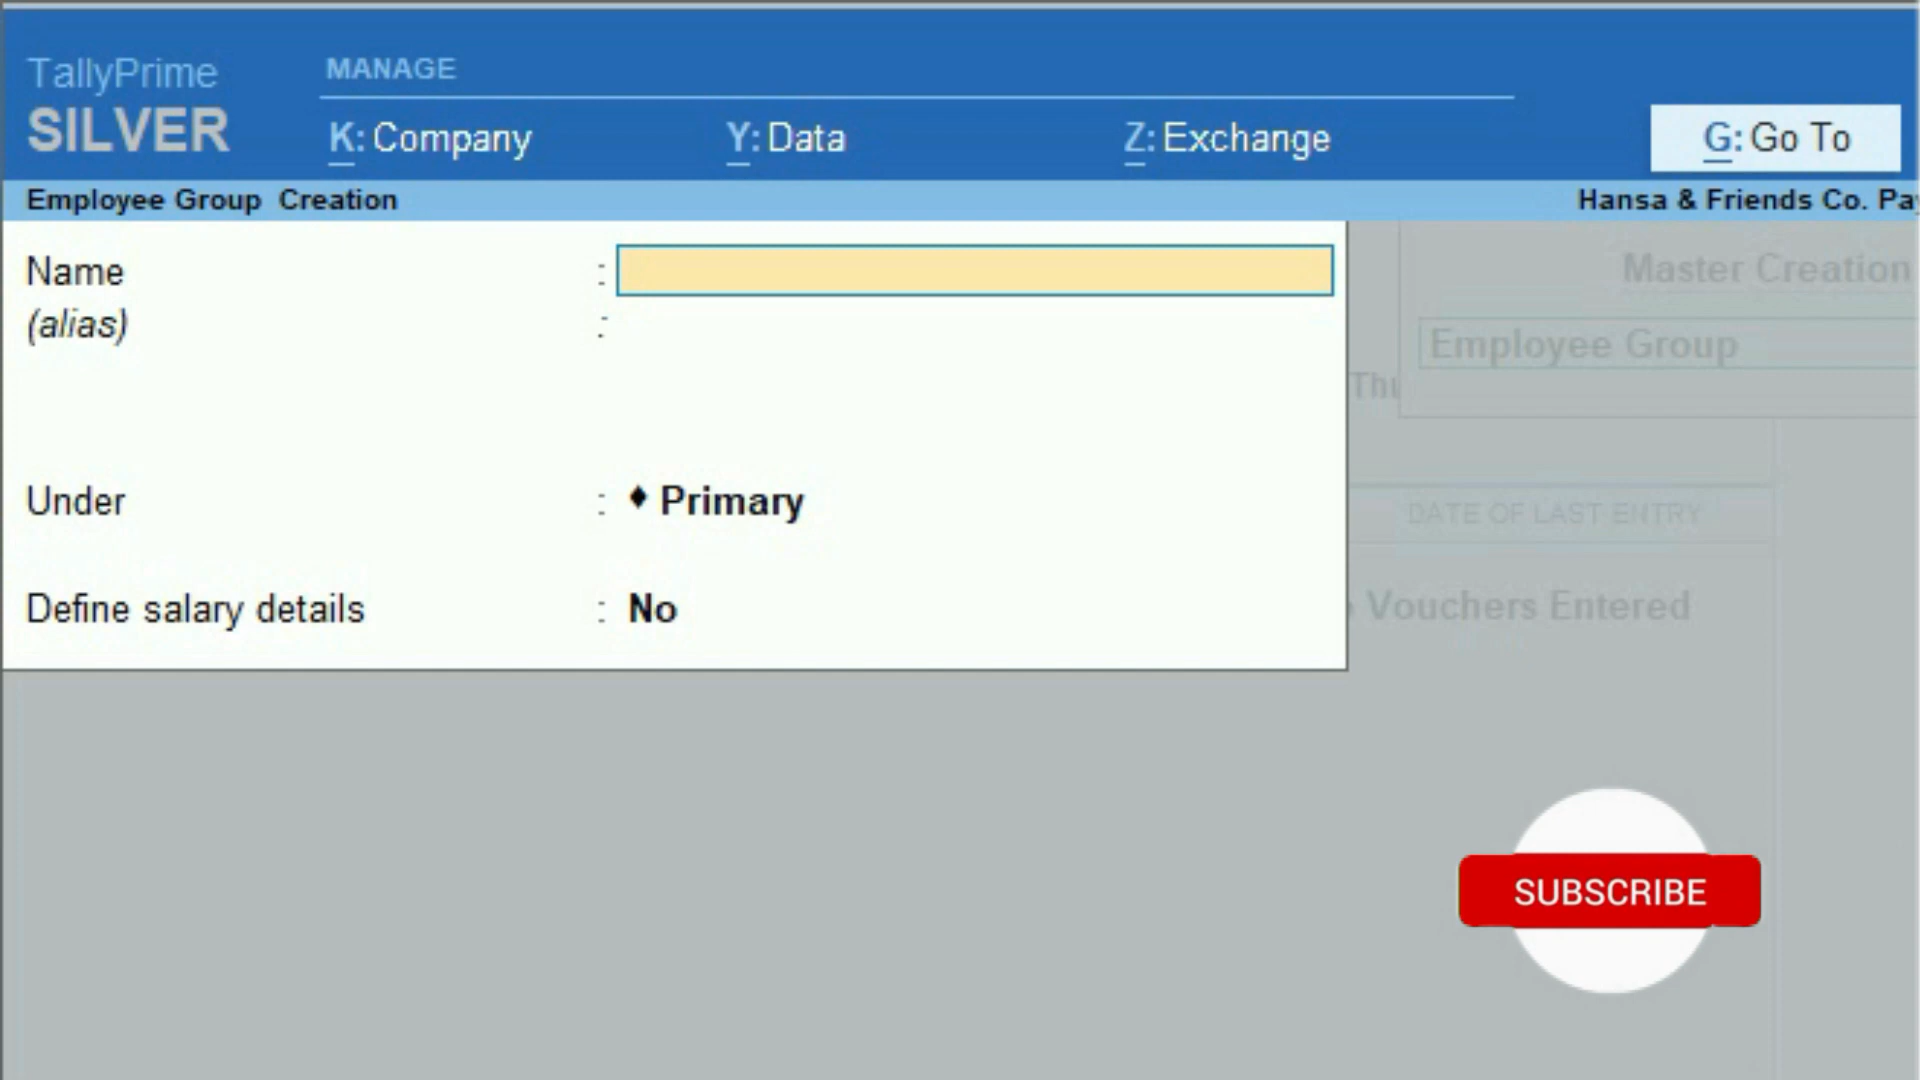 TallyPrime
SILVER
MANAGE
K: Company
Y: Data
Z: Exchange
G: Go To
Employee Group Creation
Hansa & Friends Co.
Name :
(alias) :
Under : ♦ Primary
Define salary details : No
Master Creation
Employee Group
DATE OF LAST ENTRY
Vouchers Entered
SUBSCRIBE